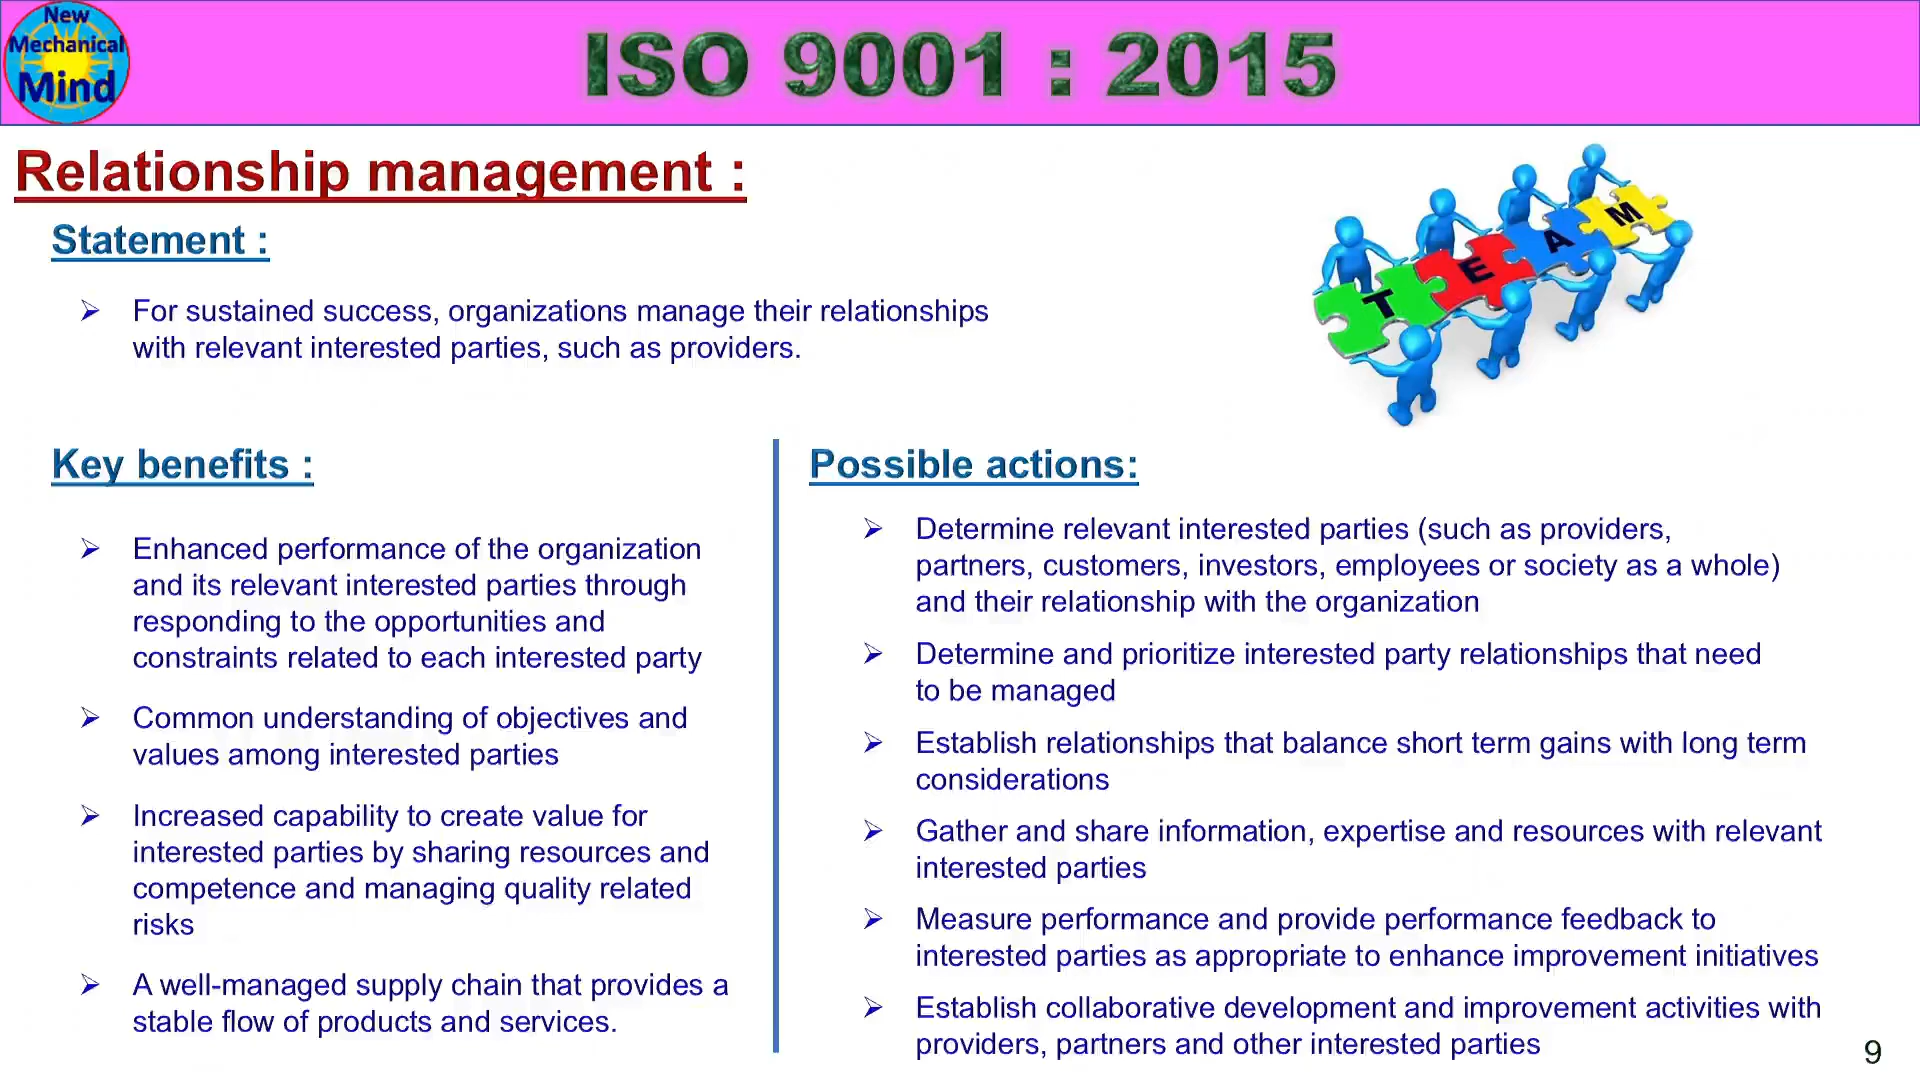 New
Mechanical
Mind
ISO 9001 : 2015
Relationship management :
Statement :
➢ For sustained success, organizations manage their relationships
with relevant interested parties, such as providers.
T E A M
Key benefits :
➢ Enhanced performance of the organization
and its relevant interested parties through
responding to the opportunities and
constraints related to each interested party
➢ Common understanding of objectives and
values among interested parties
➢ Increased capability to create value for
interested parties by sharing resources and
competence and managing quality related
risks
➢ A well-managed supply chain that provides a
stable flow of products and services.
Possible actions:
➢ Determine relevant interested parties (such as providers,
partners, customers, investors, employees or society as a whole)
and their relationship with the organization
➢ Determine and prioritize interested party relationships that need
to be managed
➢ Establish relationships that balance short term gains with long term
considerations
➢ Gather and share information, expertise and resources with relevant
interested parties
➢ Measure performance and provide performance feedback to
interested parties as appropriate to enhance improvement initiatives
➢ Establish collaborative development and improvement activities with
providers, partners and other interested parties
9